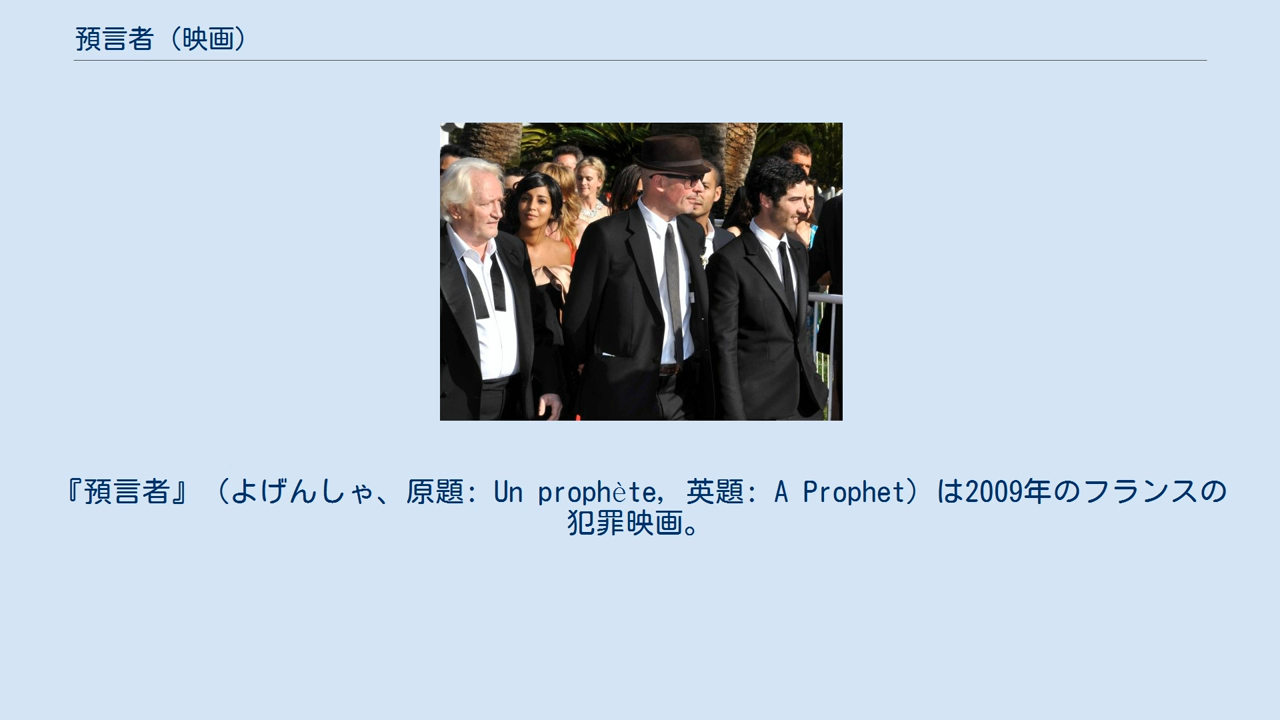 預言者（映画）
『預言者』（よげんしゃ、原題: Un prophète, 英題: A Prophet）は2009年のフランスの
犯罪映画。